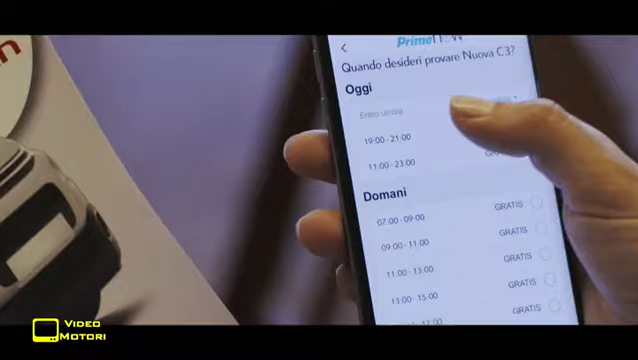 Prime NOW
Quando desideri provare Nuova C3?
Oggi
19:00 - 21:00
11:00 - 23:00
Domani
07:00 - 09:00 GRATIS
09:00 - 11:00 GRATIS
11:00 - 13:00 GRATIS
13:00 - 15:00 GRATIS
GRATIS
VIDEO
MOTORI